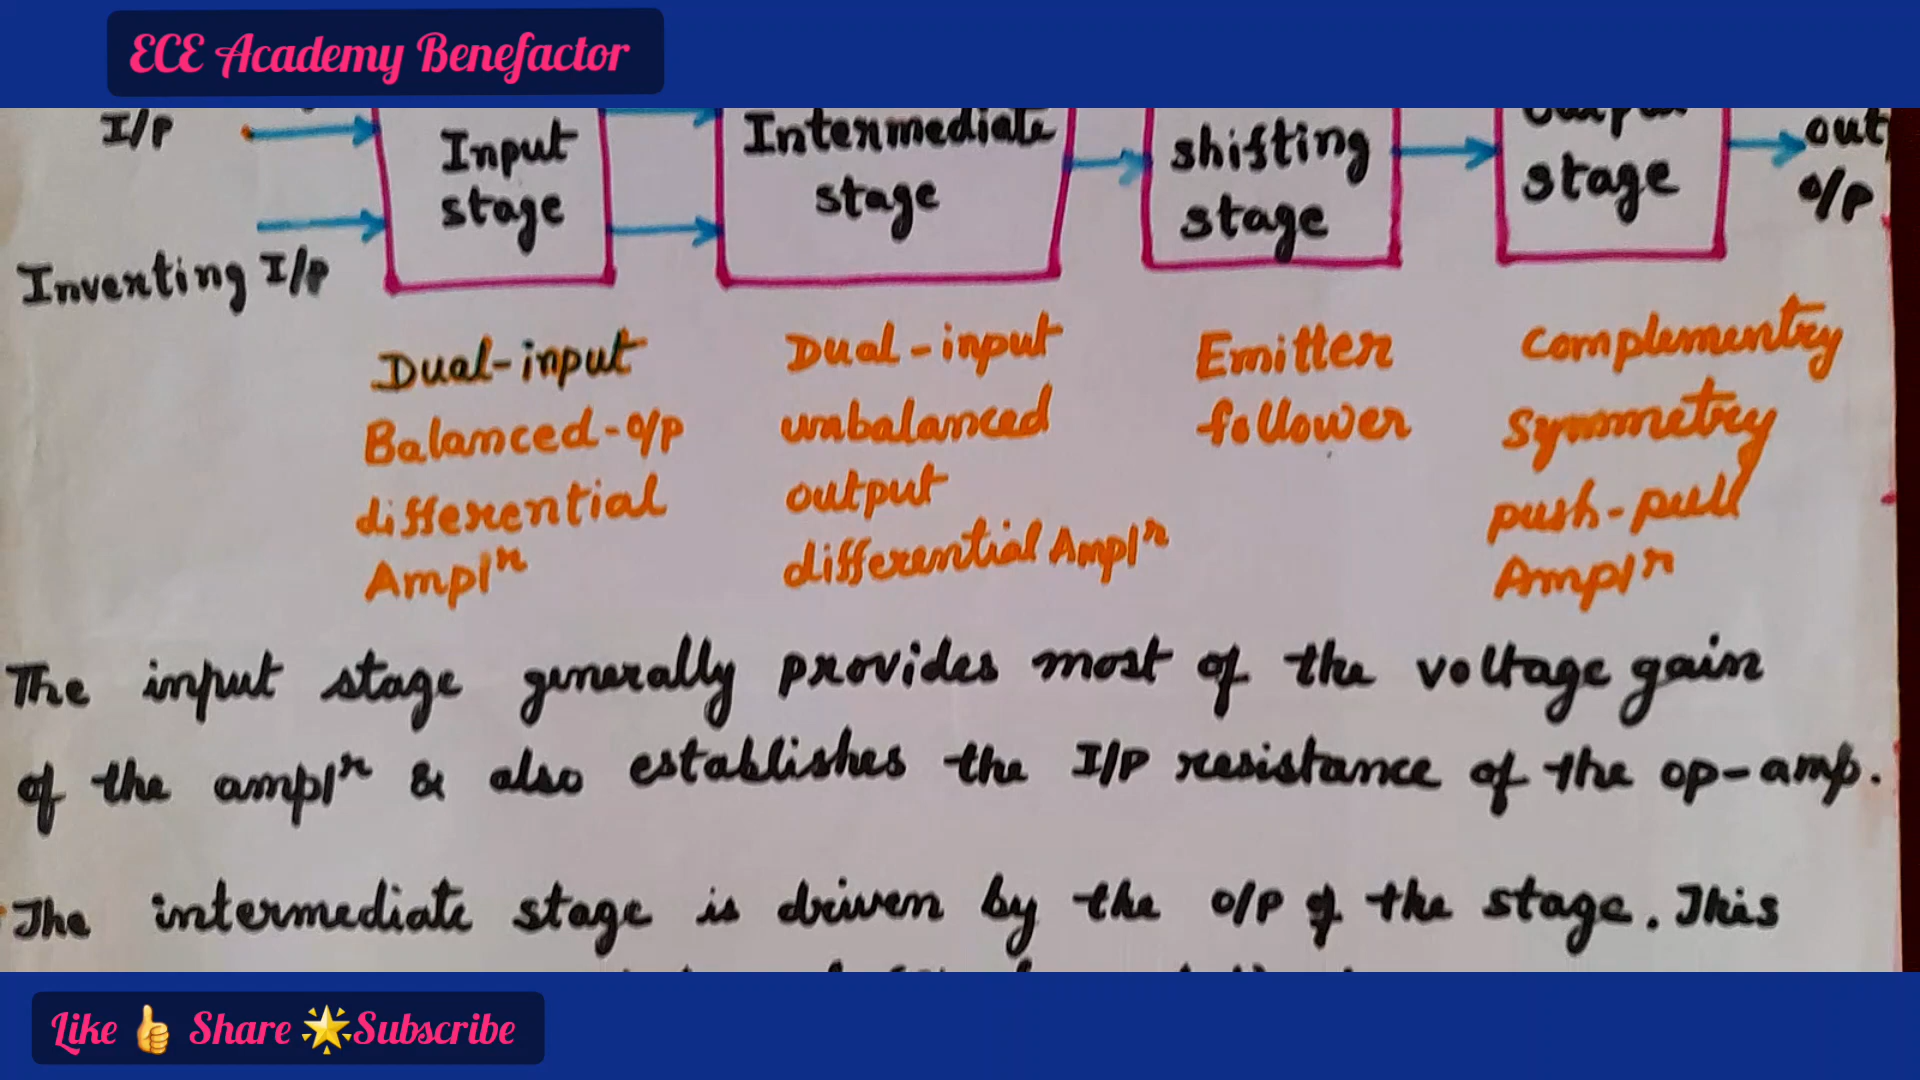 ECE Academy Benefactor
I/P
Input
stage
Intermediate
stage
shifting
stage
output
stage
out
o/p
Inverting I/p
Dual-input
Balanced-o/p
differential
Amplr
Dual-input
unbalanced
output
differential Amplr
Emitter
follower
Complementry
Symmetry
push-pull
Amplr
The input stage generally provides most of the voltage gain
of the amplr & also establishes the I/P resistance of the op-amp.
The intermediate stage is driven by the o/p of the stage. This
Like 👍 Share 🌟Subscribe